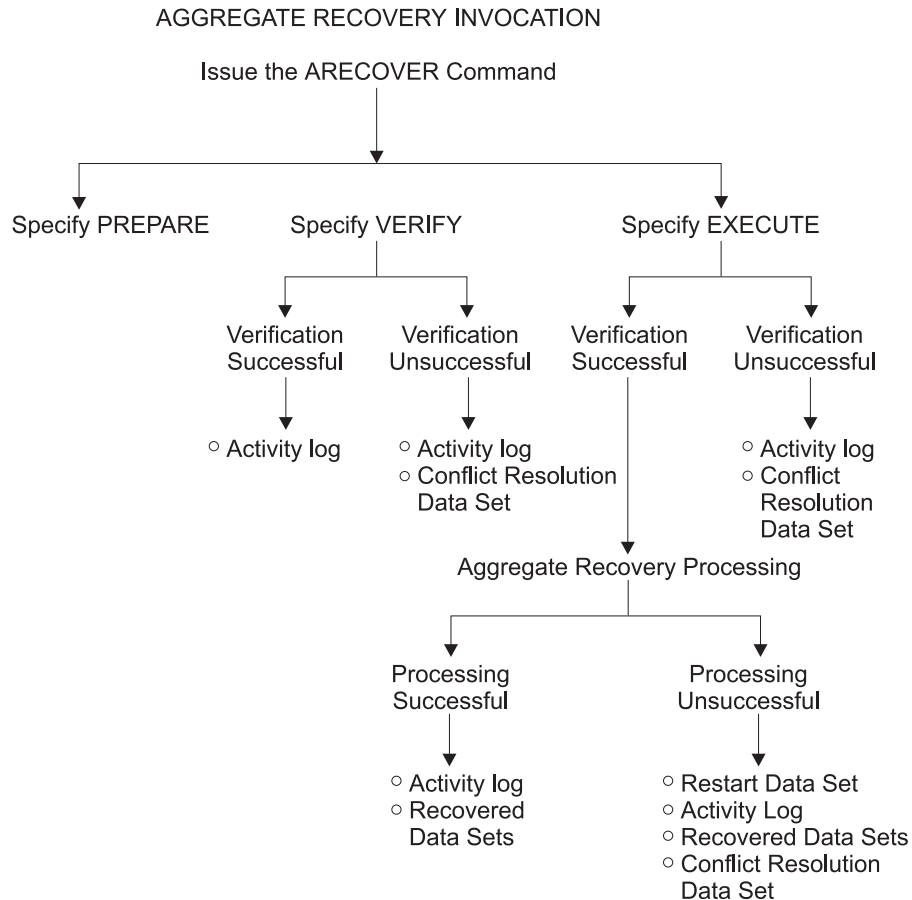 AGGREGATE RECOVERY INVOCATION
Issue the ARECOVER Command
Specify PREPARE
Specify VERIFY
Specify EXECUTE
Verification
Successful
Verification
Unsuccessful
Verification
Successful
Verification
Unsuccessful
○ Activity log
○ Activity log
○ Conflict Resolution
Data Set
○ Activity log
○ Conflict
Resolution
Data Set
Aggregate Recovery Processing
Processing
Successful
Processing
Unsuccessful
○ Activity log
○ Recovered
Data Sets
○ Restart Data Set
○ Activity Log
○ Recovered Data Sets
○ Conflict Resolution
Data Set